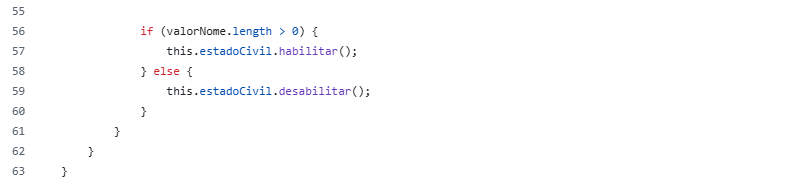 55
56                 if (valorNome.length > 0) {
57                     this.estadoCivil.habilitar();
58                 } else {
59                     this.estadoCivil.desabilitar();
60                 }
61             }
62         }
63     }